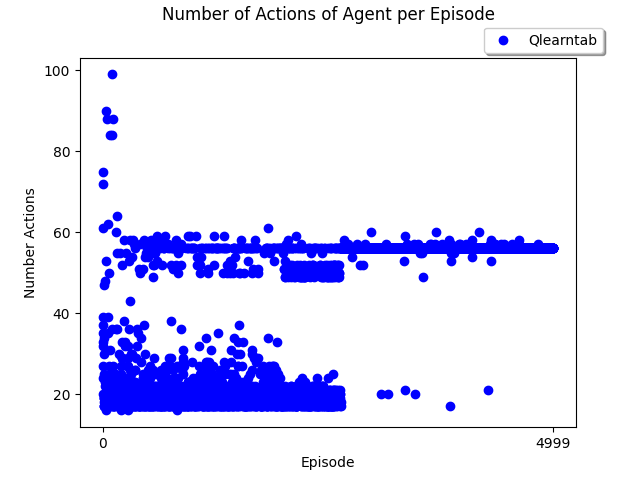 Number of Actions of Agent per Episode
Qlearntab
100
80
60
40
20
Number Actions
0
4999
Episode